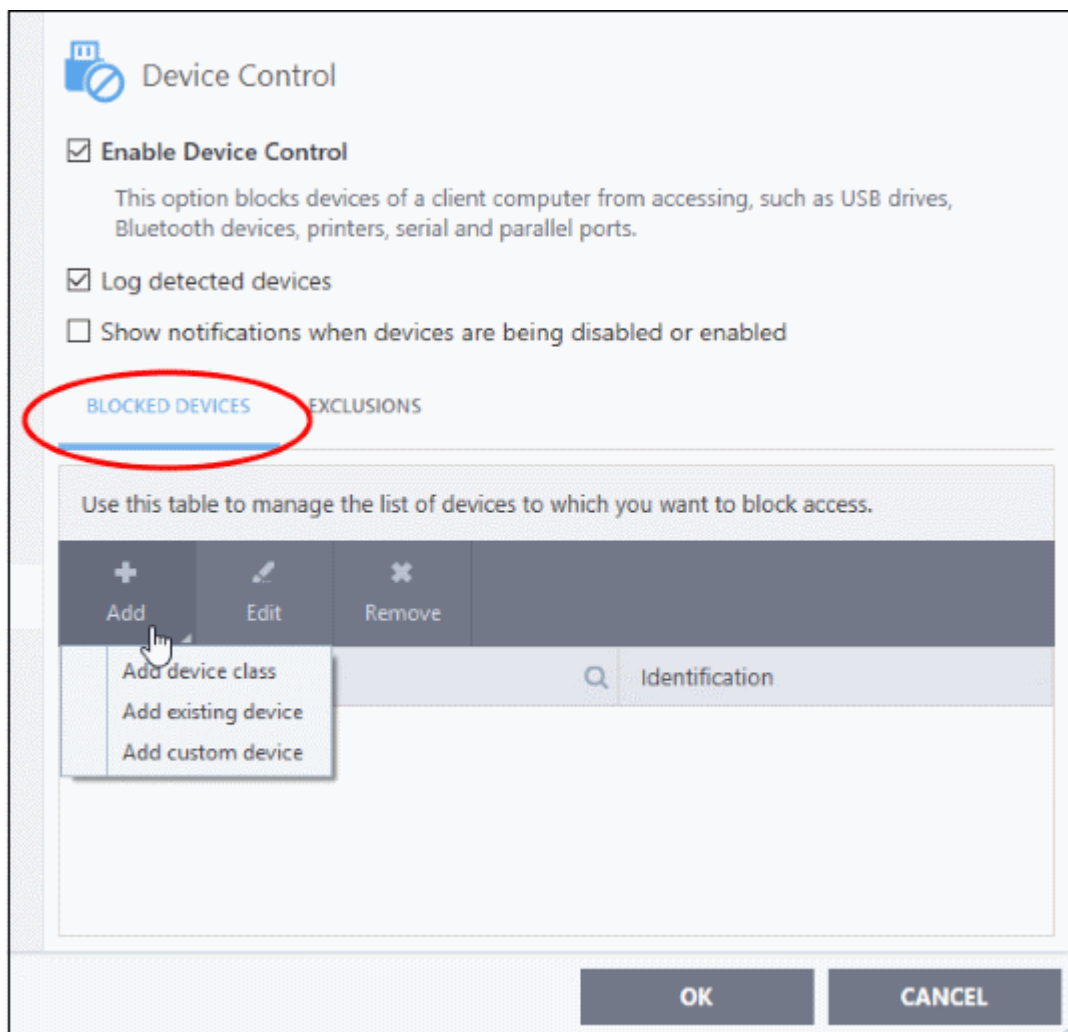 Device Control
Enable Device Control
This option blocks devices of a client computer from accessing, such as USB drives,
Bluetooth devices, printers, serial and parallel ports.
Log detected devices
Show notifications when devices are being disabled or enabled
BLOCKED DEVICES EXCLUSIONS
Use this table to manage the list of devices to which you want to block access.
Add Edit Remove
Identification
Add device class
Add existing device
Add custom device
OK CANCEL